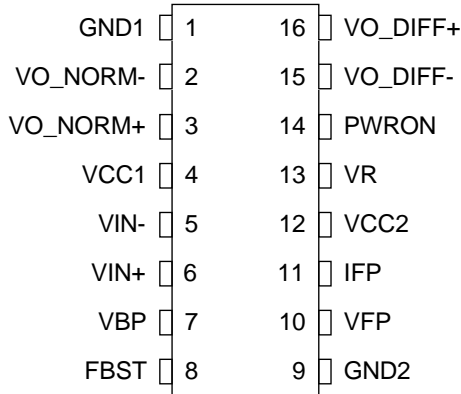 GND1 1 16 VO_DIFF+
VO_NORM- 2 15 VO_DIFF-
VO_NORM+ 3 14 PWRON
VCC1 4 13 VR
VIN- 5 12 VCC2
VIN+ 6 11 IFP
VBP 7 10 VFP
FBST 8 9 GND2